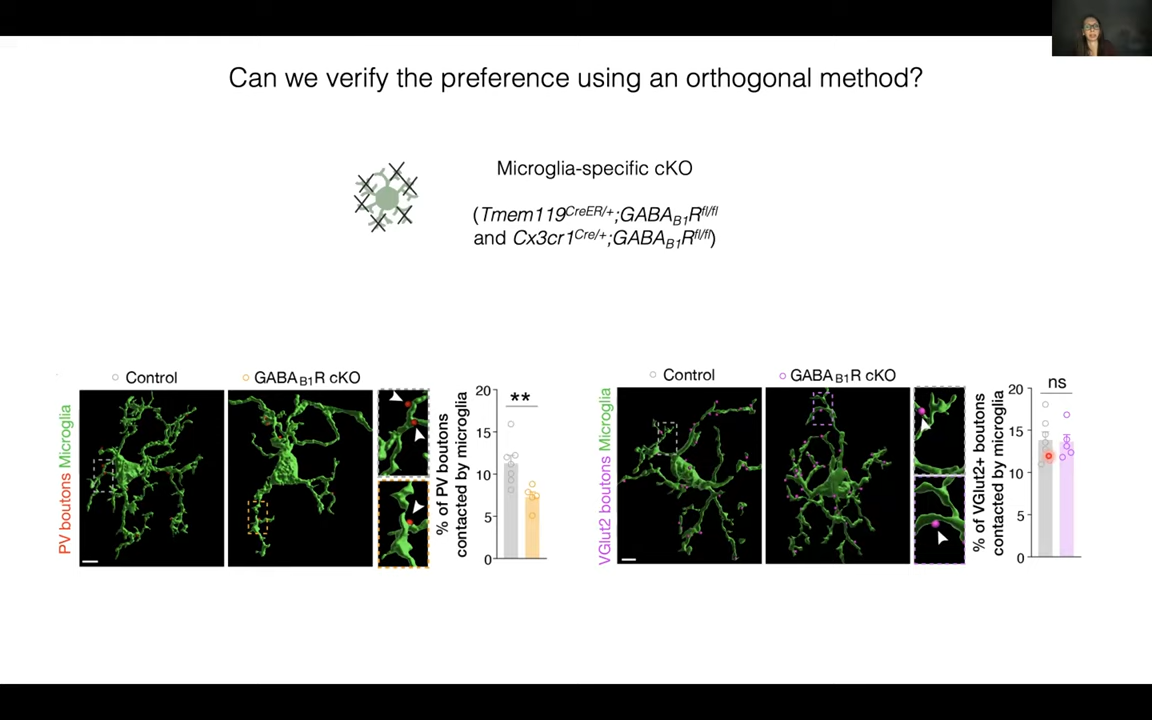 Can we verify the preference using an orthogonal method?
Microglia-specific cKO
(Tmem119CreER/+;GABAB1Rfl/fl
and Cx3cr1Cre/+;GABAB1Rfl/fl)
Control
GABAB1R cKO
PV boutons Microglia
% of PV boutons
contacted by microglia
20
15
10
5
0
**
Control
GABAB1R cKO
VGlut2 boutons Microglia
% of VGlut2+ boutons
contacted by microglia
20
15
10
5
0
ns